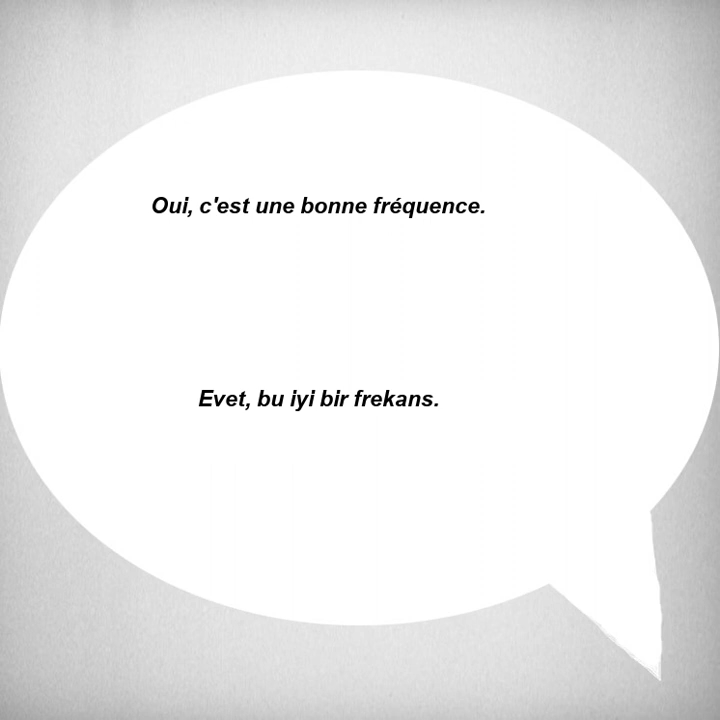 Oui, c'est une bonne fréquence.
Evet, bu iyi bir frekans.